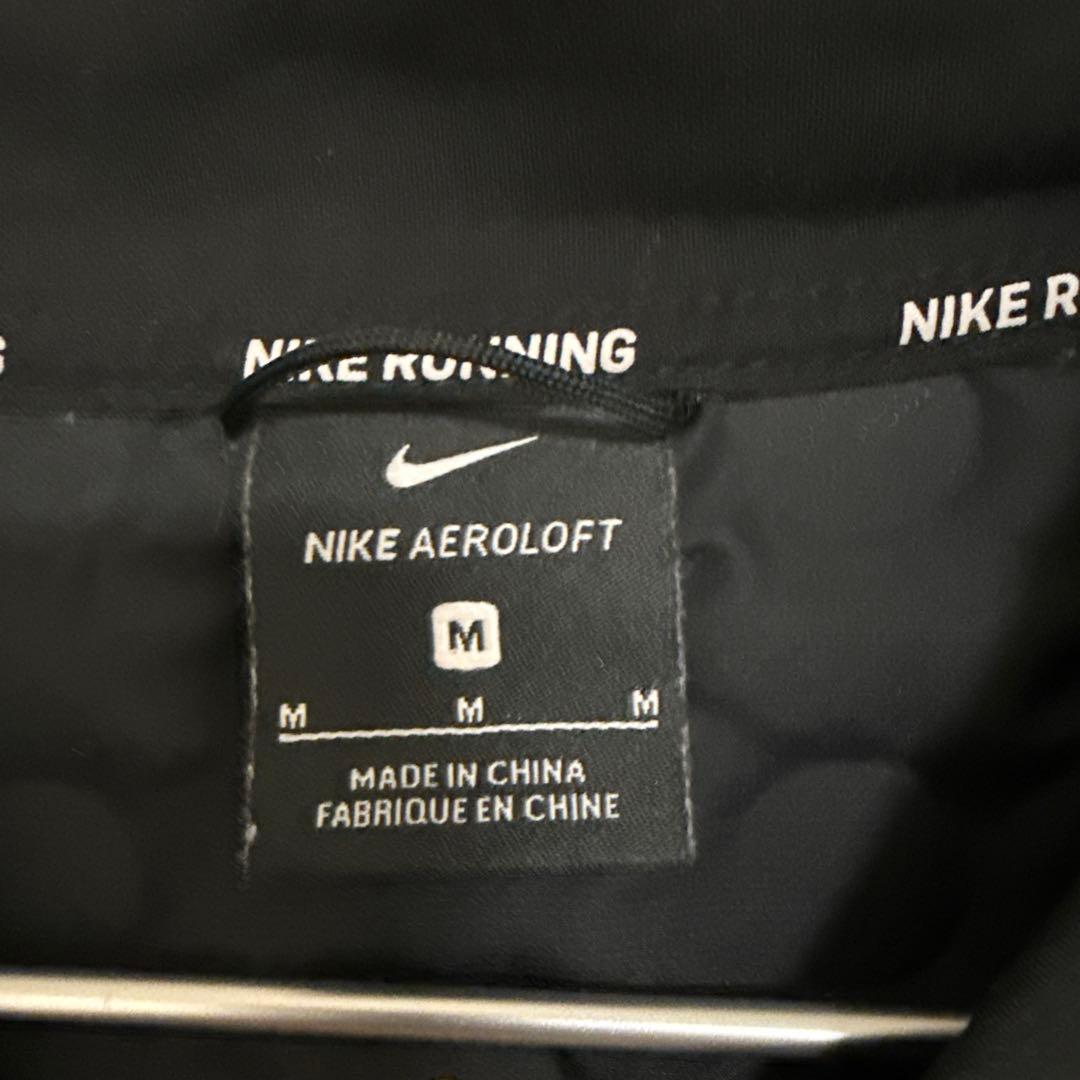 NIKE RUNNING
NIKE R
NIKE AEROLOFT
M
M M M
MADE IN CHINA
FABRIQUE EN CHINE